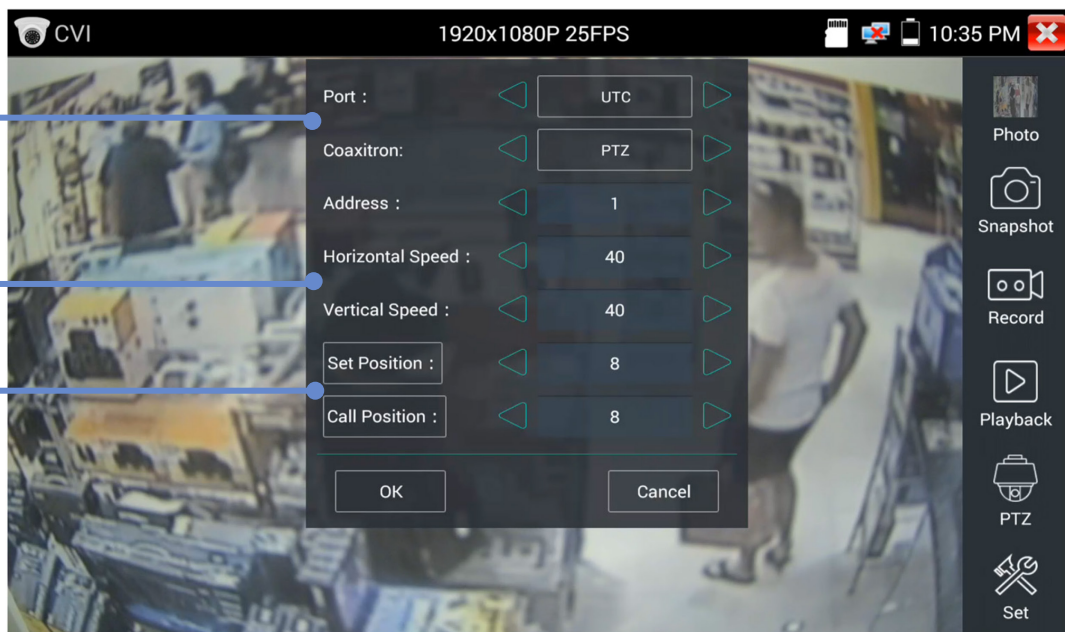 CVI 1920x1080P 25FPS 10:35 PM
Port : UTC
Coaxitron: PTZ
Address : 1
Horizontal Speed : 40
Vertical Speed : 40
Set Position : 8
Call Position : 8
OK Cancel
Photo
Snapshot
Record
Playback
PTZ
Set